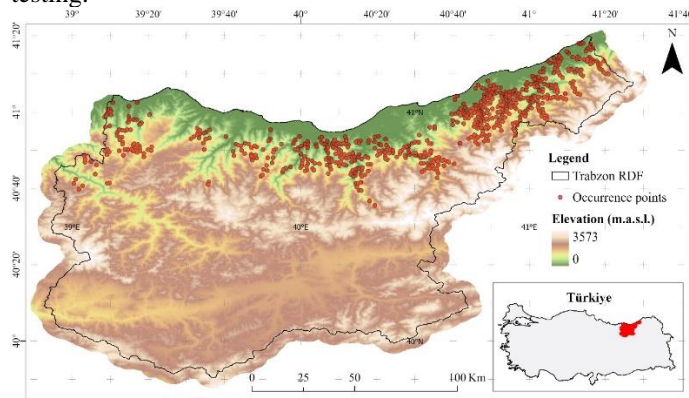 testing.
39° 39°20' 39°40' 40° 40°20' 40°40' 41° 41°20' 41°40'
41°20'
N
41°
41°N
Legend
Trabzon RDF
Occurrence points
40°40'
Elevation (m.a.s.l.)
39°E
40°E
41°E
3573
0
40°20'
Türkiye
40°
40°N
0 25 50 100 Km